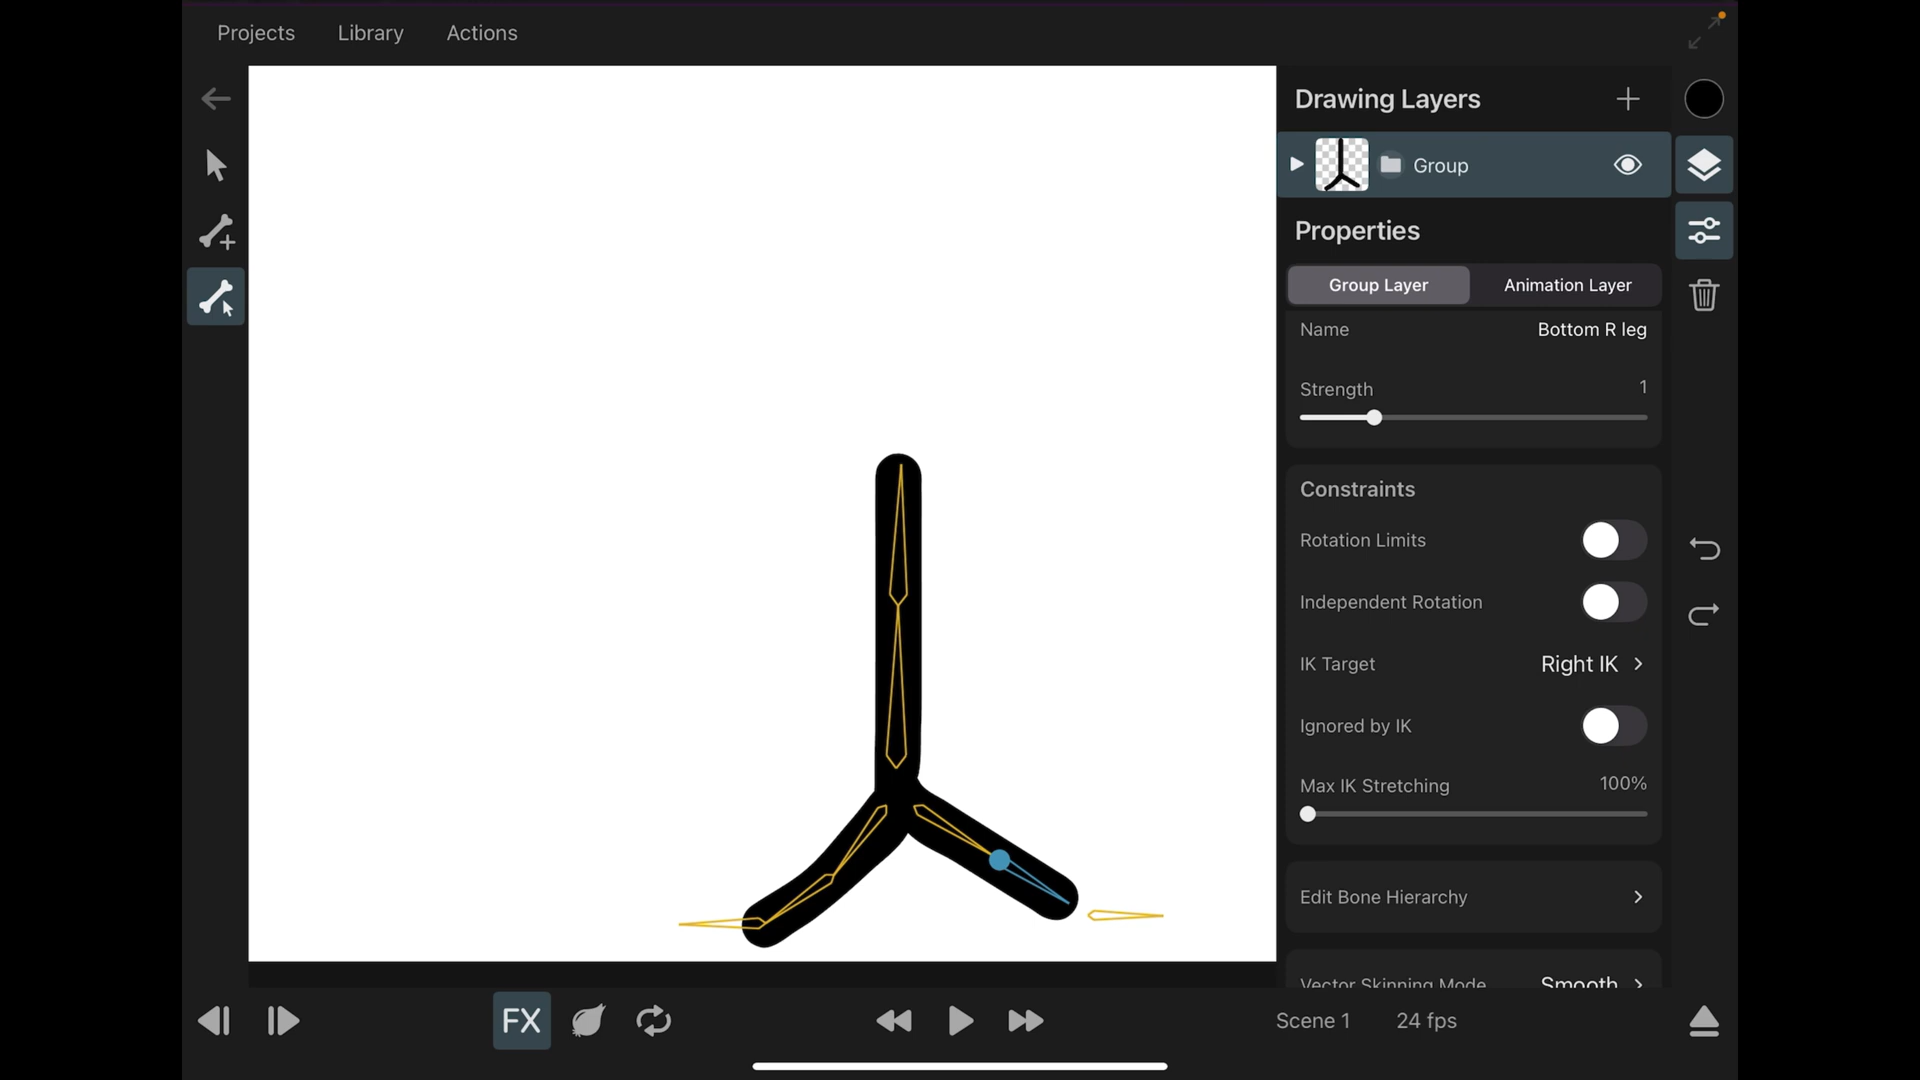 Projects Library Actions
Drawing Layers
Group
Properties
Group Layer Animation Layer
Name Bottom R leg
Strength 1
Constraints
Rotation Limits
Independent Rotation
IK Target Right IK
Ignored by IK
Max IK Stretching 100%
Edit Bone Hierarchy
Vector Skinning Mode Smooth
FX Scene 1 24 fps